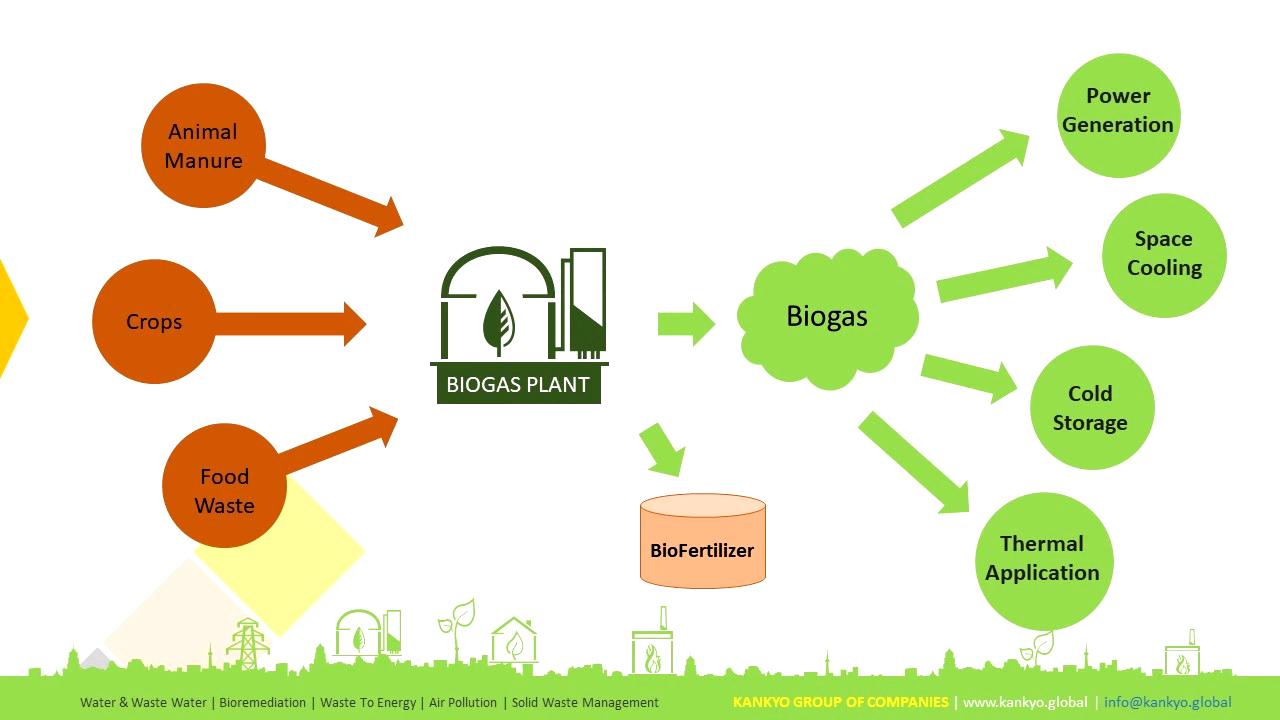 Animal
Manure
Crops
Food
Waste
BIOGAS PLANT
Biogas
BioFertilizer
Power
Generation
Space
Cooling
Cold
Storage
Thermal
Application
Water & Waste Water | Bioremediation | Waste To Energy | Air Pollution | Solid Waste Management
KANKYO GROUP OF COMPANIES | www.kankyo.global | info@kankyo.global